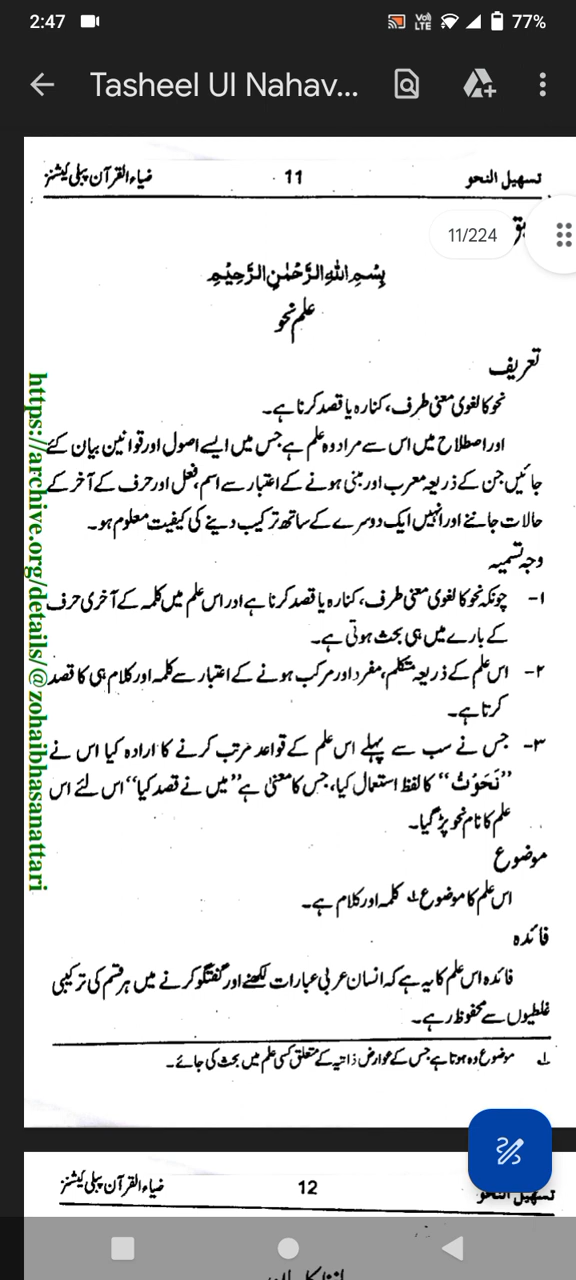 2:47
Vo) LTE
77%
Tasheel Ul Nahav...
ضیاء القرآن پبلی کیشنز 11 تسهیل النحو
11/224
بِسْمِ اللّٰهِ الرَّحْمٰنِ الرَّحِیْمِ
علم نحو
تعریف
نحو کا لغوی معنی طرف، کنارہ یا قصد کرنا ہے۔
اور اصطلاح میں اس سے مراد وہ علم ہے جس میں ایسے اصول اور قوانین بیان کئے
جائیں جن کے ذریعہ معرب اور مبنی ہونے کے اعتبار سے اسم، فعل اور حرف کے آخر کے
حالات جاننے اور انہیں ایک دوسرے کے ساتھ ترکیب دینے کی کیفیت معلوم ہو۔
وجہ تسمیہ
۱- چونکہ نحو کا لغوی معنی طرف، کنارہ یا قصد کرنا ہے اور اس علم میں کلمہ کے آخری حرف
کے بارے میں ہی بحث ہوتی ہے۔
۲- اس علم کے ذریعہ متکلم، مفرد اور مرکب ہونے کے اعتبار سے کلمہ اور کلام ہی کا قصد
کرتا ہے۔
۳- جس نے سب سے پہلے اس علم کے قواعد مرتب کرنے کا ارادہ کیا اس نے
”نَحَوْتُ“ کا لفظ استعمال کیا، جس کا معنیٰ ہے ”میں نے قصد کیا“ اس لئے اس
علم کا نام نحو پڑ گیا۔
موضوع
اس علم کا موضوع ۱؎ کلمہ اور کلام ہے۔
فائدہ
فائدہ اس علم کا یہ ہے کہ انسان عربی عبارات لکھنے اور گفتگو کرنے میں ہر قسم کی ترکیبی
غلطیوں سے محفوظ رہے۔
۱؎ موضوع وہ ہوتا ہے جس کے عوارض ذاتیہ کے متعلق کسی علم میں بحث کی جائے۔
https://archive.org/details/@zohaibhasanattari
ضیاء القرآن پبلی کیشنز 12 تسهیل النحو